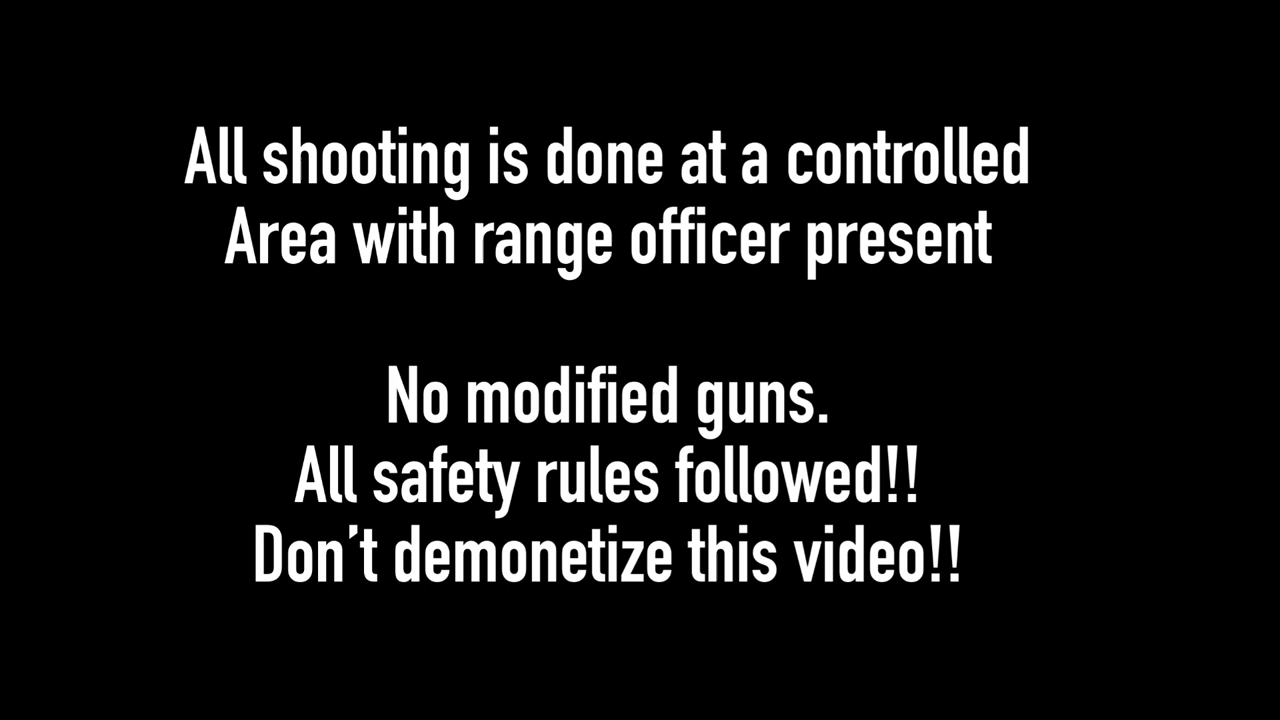 All shooting is done at a controlled
Area with range officer present
No modified guns.
All safety rules followed!!
Don’t demonetize this video!!